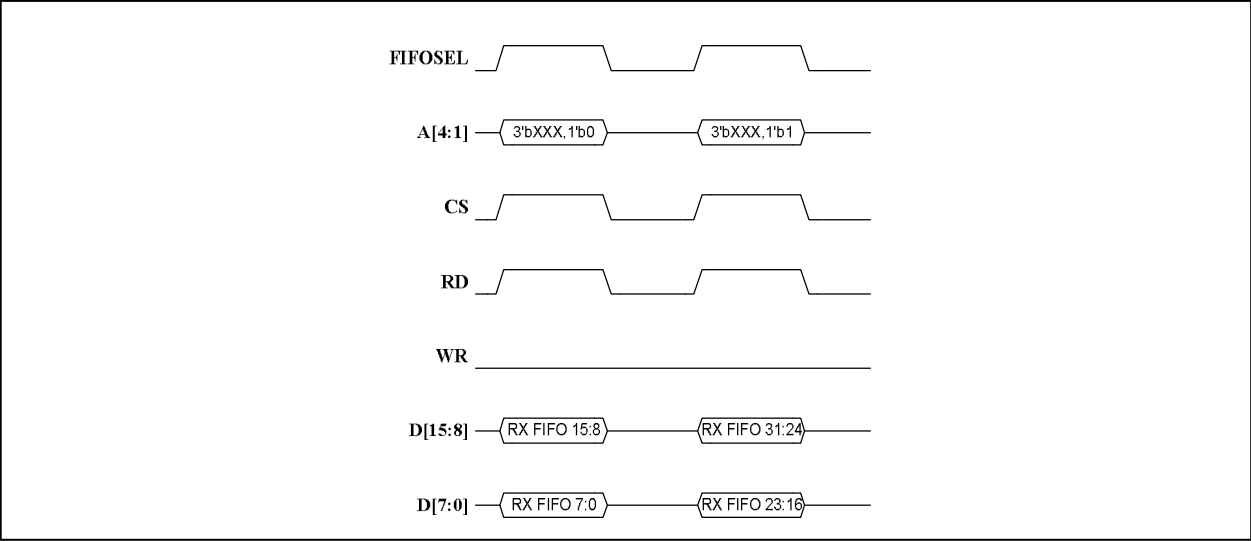 FIFOSEL
A[4:1] 3'bXXX,1'b0 3'bXXX,1'b1
CS
RD
WR
D[15:8] RX FIFO 15:8 RX FIFO 31:24
D[7:0] RX FIFO 7:0 RX FIFO 23:16